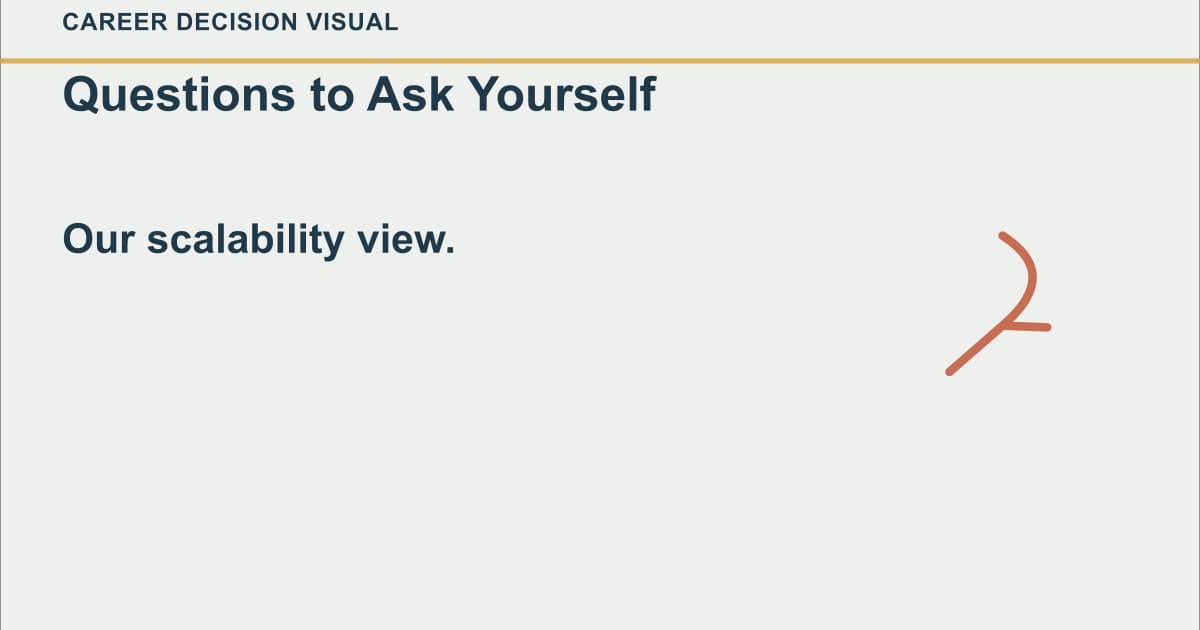 CAREER DECISION VISUAL
Questions to Ask Yourself
Our scalability view.